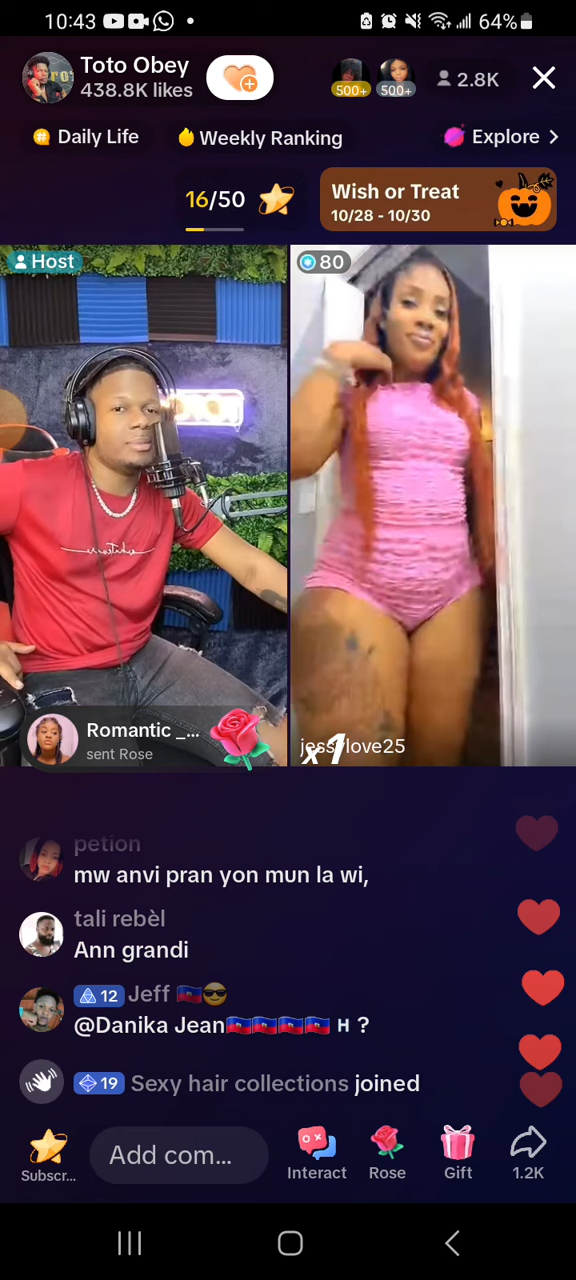 10:43
64%
Toto Obey
438.8K likes
500+
500+
2.8K
Daily Life
Weekly Ranking
Explore
16/50
Wish or Treat
10/28 - 10/30
Host
80
Romantic _...
sent Rose
x1
petion
mw anvi pran yon mun la wi,
tali rebèl
Ann grandi
12 Jeff 🇭🇹😎
@Danika Jean🇭🇹🇭🇹🇭🇹🇭🇹 H ?
19 Sexy hair collections joined
Subscr...
Add com...
Interact
Rose
Gift
1.2K